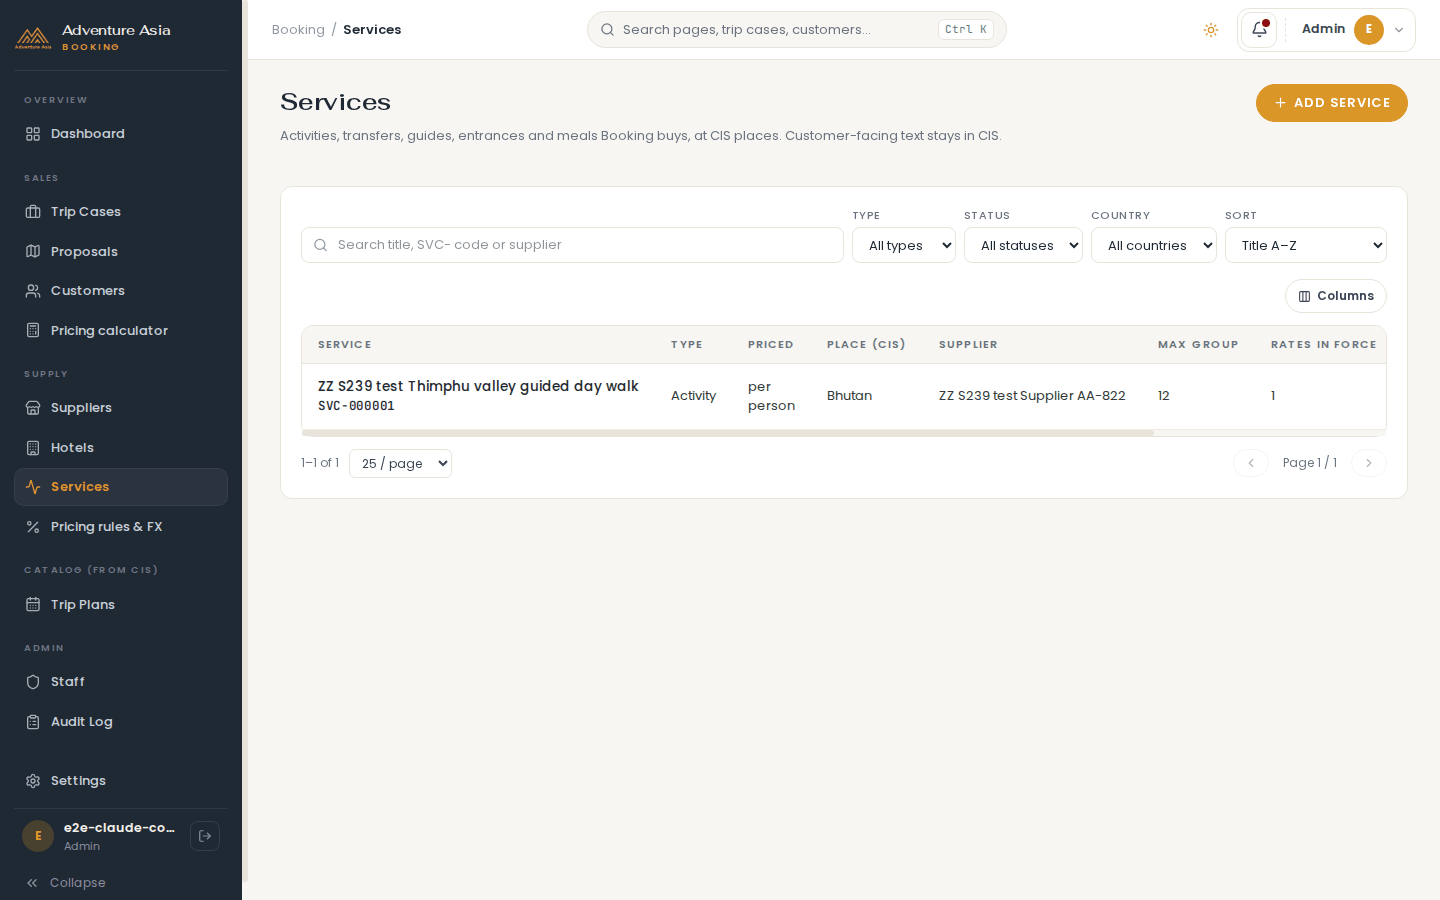 Adventure Asia
BOOKING
Adventure Asia
OVERVIEW
Dashboard
SALES
Trip Cases
Proposals
Customers
Pricing calculator
SUPPLY
Suppliers
Hotels
Services
Pricing rules & FX
CATALOG (FROM CIS)
Trip Plans
ADMIN
Staff
Audit Log
Settings
E
e2e-claude-co...
Admin
Collapse
Booking / Services
Search pages, trip cases, customers...
Ctrl K
Admin
E
Services
ADD SERVICE
Activities, transfers, guides, entrances and meals Booking buys, at CIS places. Customer-facing text stays in CIS.
TYPE STATUS COUNTRY SORT
Search title, SVC- code or supplier
All types All statuses All countries Title A–Z
Columns
SERVICE TYPE PRICED PLACE (CIS) SUPPLIER MAX GROUP RATES IN FORCE
ZZ S239 test Thimphu valley guided day walk
SVC-000001
Activity
per
person
Bhutan
ZZ S239 test Supplier AA-822
12
1
1–1 of 1
25 / page
Page 1 / 1